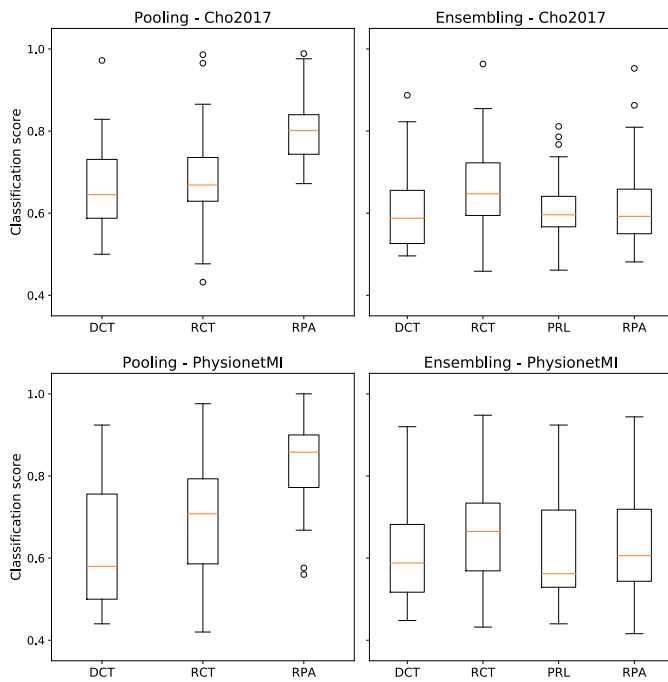 Pooling - Cho2017
Ensembling - Cho2017
Classification score
1.0
0.8
0.6
0.4
DCT RCT RPA
DCT RCT PRL RPA
Pooling - PhysionetMI
Ensembling - PhysionetMI
Classification score
1.0
0.8
0.6
0.4
DCT RCT RPA
DCT RCT PRL RPA